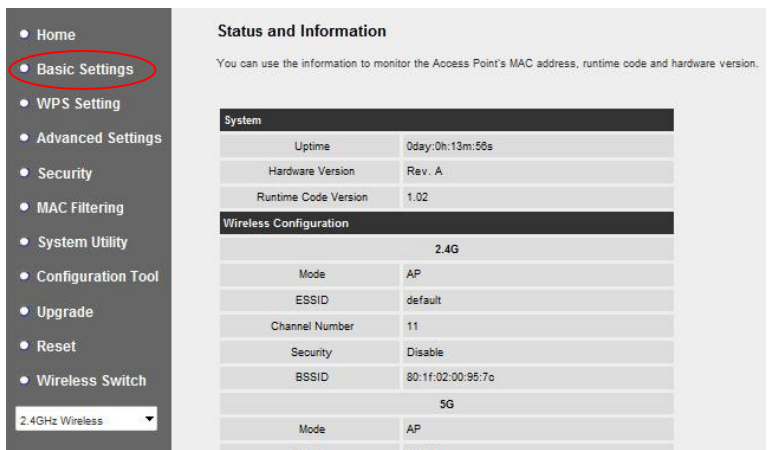 Home
Basic Settings
WPS Setting
Advanced Settings
Security
MAC Filtering
System Utility
Configuration Tool
Upgrade
Reset
Wireless Switch
2.4GHz Wireless
Status and Information
You can use the information to monitor the Access Point's MAC address, runtime code and hardware version.
System
Uptime 0day:0h:13m:56s
Hardware Version Rev. A
Runtime Code Version 1.02
Wireless Configuration
2.4G
Mode AP
ESSID default
Channel Number 11
Security Disable
BSSID 80:1f:02:00:95:7c
5G
Mode AP